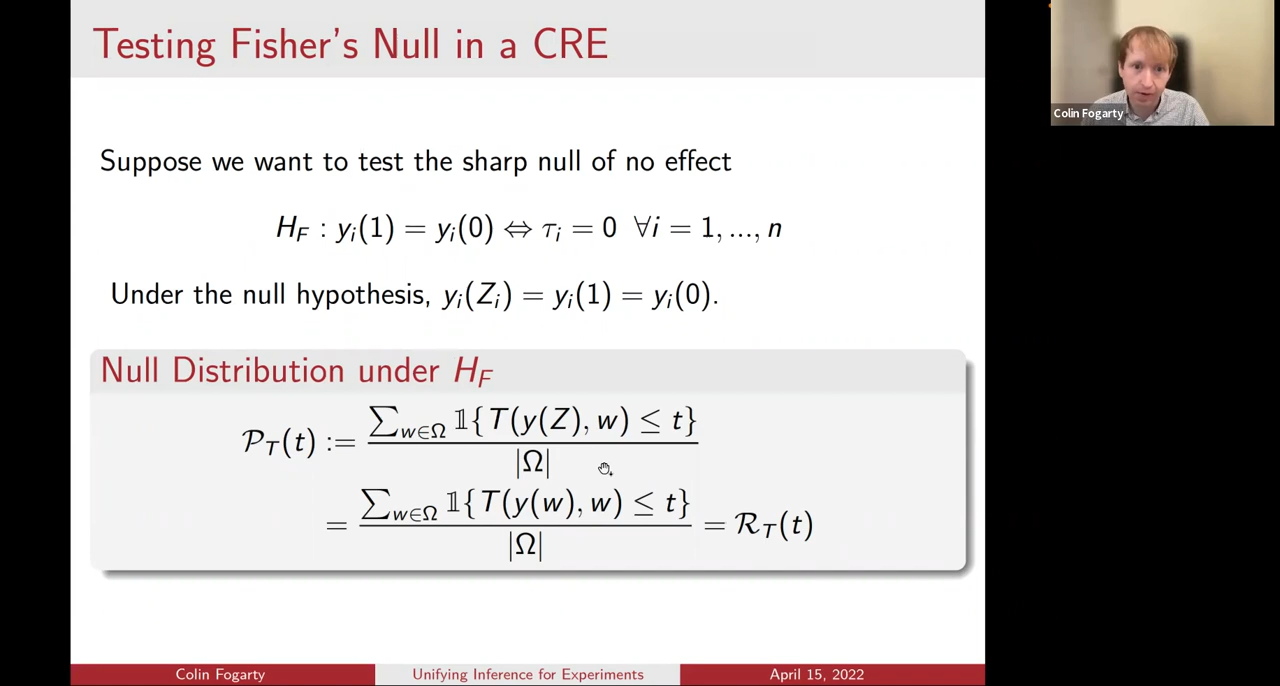 Testing Fisher's Null in a CRE
Colin Fogarty
Suppose we want to test the sharp null of no effect
H_F : y_i(1) = y_i(0) ⇔ τ_i = 0 ∀i = 1, ..., n
Under the null hypothesis, y_i(Z_i) = y_i(1) = y_i(0).
Null Distribution under H_F
𝒫_T(t) := ∑_{w∈Ω} 𝟙{T(y(Z), w) ≤ t} / |Ω|
= ∑_{w∈Ω} 𝟙{T(y(w), w) ≤ t} / |Ω| = ℛ_T(t)
Colin Fogarty Unifying Inference for Experiments April 15, 2022